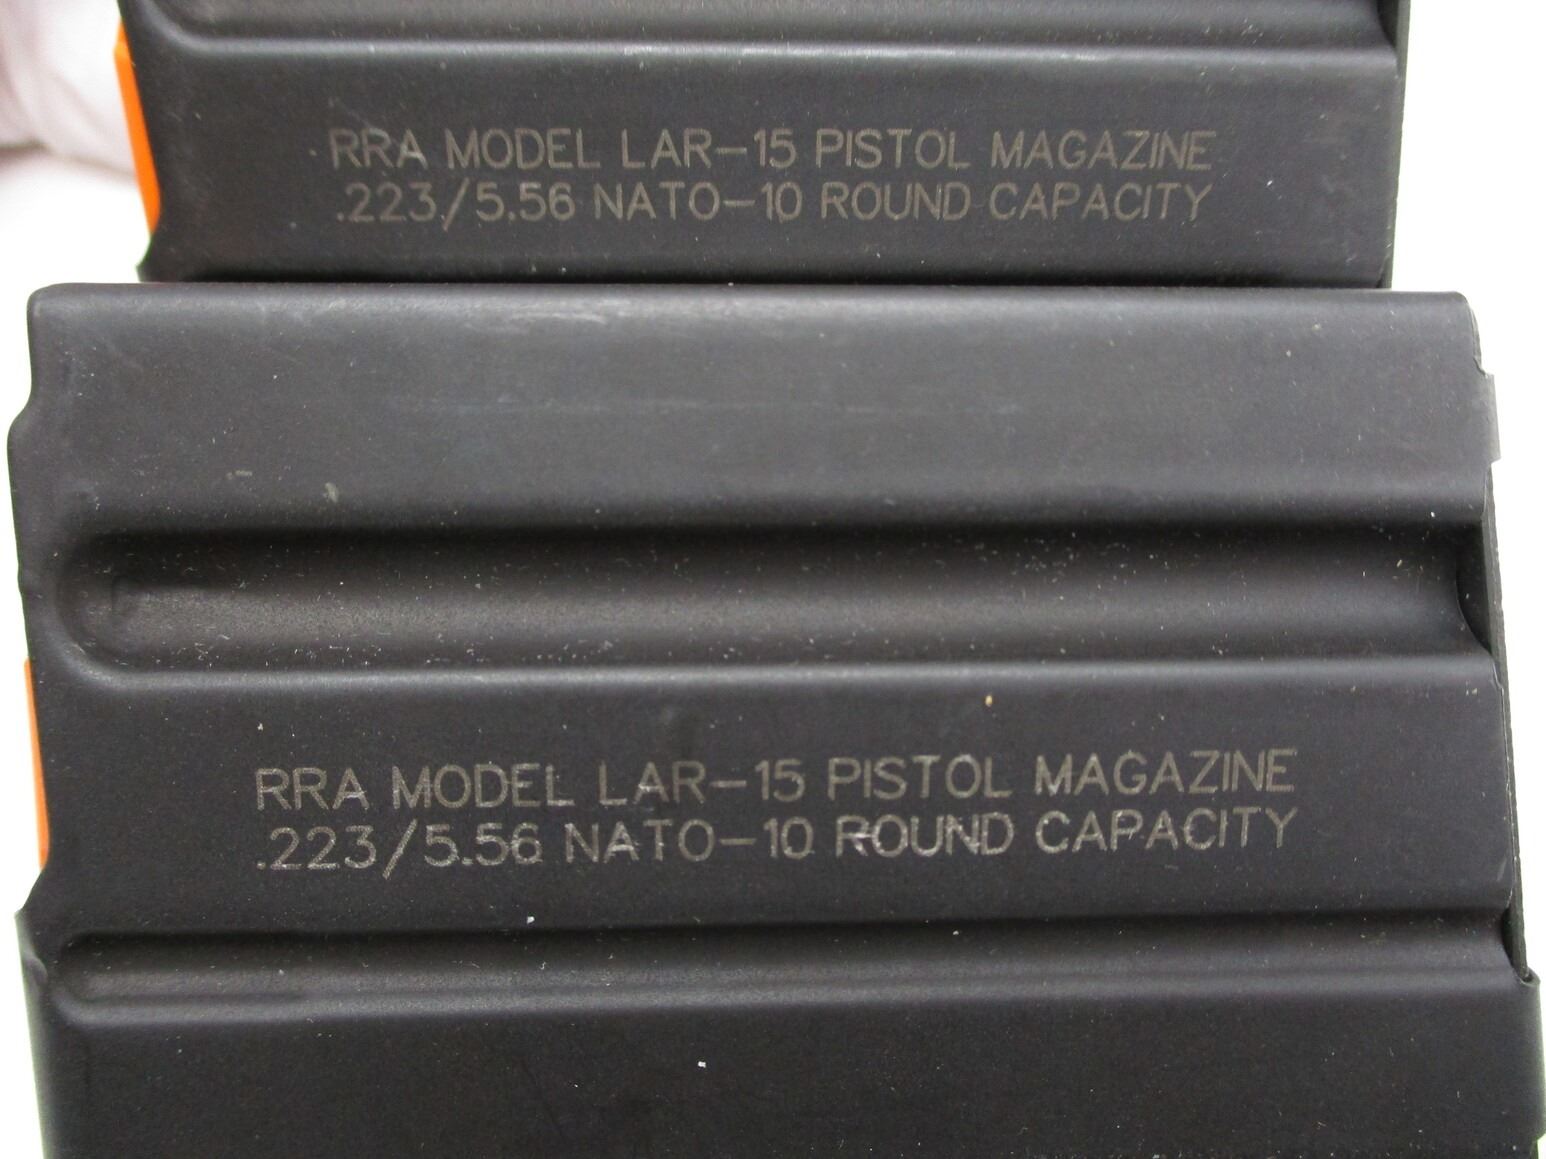 RRA MODEL LAR-15 PISTOL MAGAZINE
.223/5.56 NATO-10 ROUND CAPACITY
RRA MODEL LAR-15 PISTOL MAGAZINE
.223/5.56 NATO-10 ROUND CAPACITY